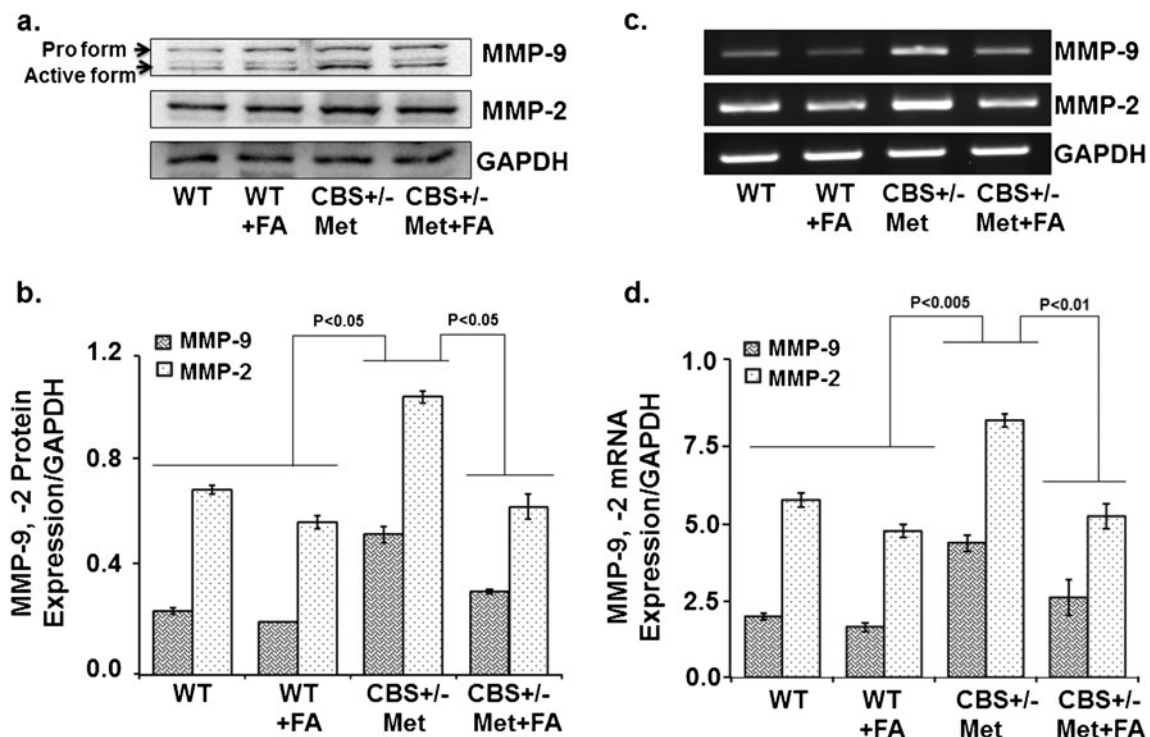 a.
Pro form
Active form
MMP-9
MMP-2
GAPDH
WT
WT
+FA
CBS+/-
Met
CBS+/-
Met+FA
c.
MMP-9
MMP-2
GAPDH
WT
WT
+FA
CBS+/-
Met
CBS+/-
Met+FA
b.
P<0.05
P<0.05
MMP-9
MMP-2
MMP-9, -2 Protein
Expression/GAPDH
1.2
0.8
0.4
0.0
WT
WT
+FA
CBS+/-
Met
CBS+/-
Met+FA
d.
P<0.005
P<0.01
MMP-9
MMP-2
MMP-9, -2 mRNA
Expression/GAPDH
1.0
7.5
5.0
2.5
0.0
WT
WT
+FA
CBS+/-
Met
CBS+/-
Met+FA